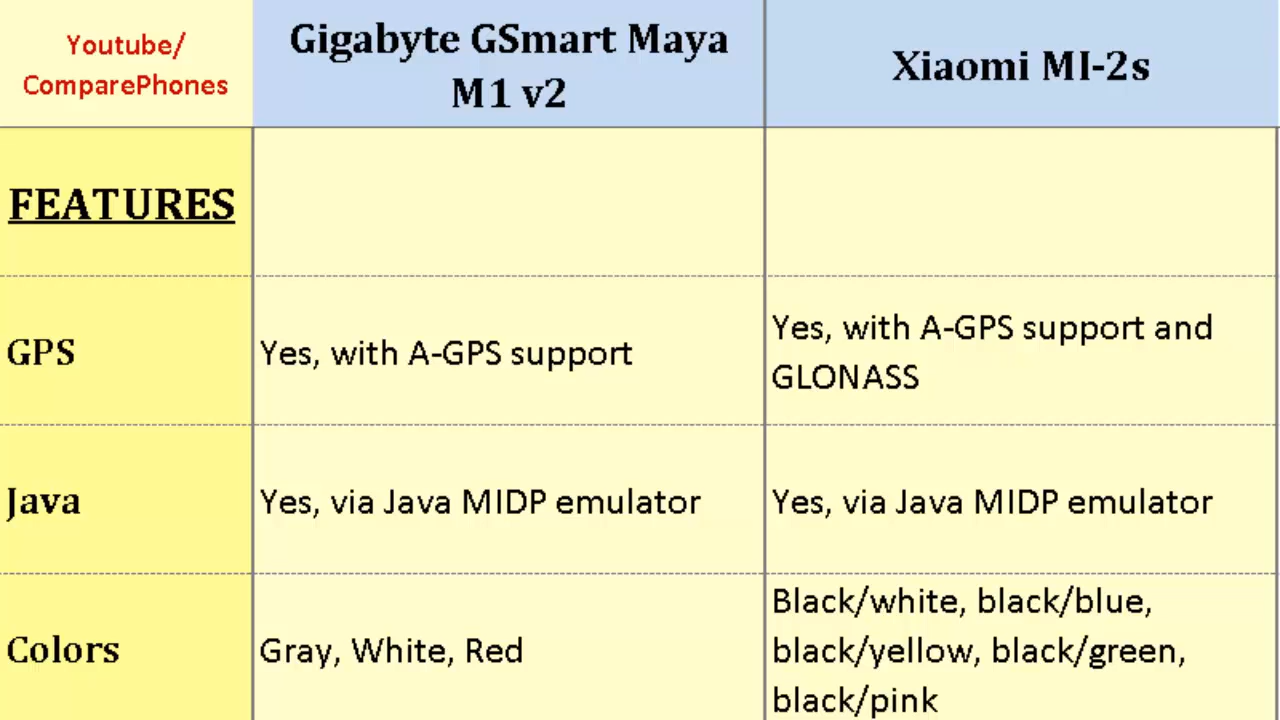 Youtube/
ComparePhones
Gigabyte GSmart Maya
M1 v2
Xiaomi MI-2s
FEATURES
GPS
Yes, with A-GPS support
Yes, with A-GPS support and
GLONASS
Java
Yes, via Java MIDP emulator
Yes, via Java MIDP emulator
Colors
Gray, White, Red
Black/white, black/blue,
black/yellow, black/green,
black/pink